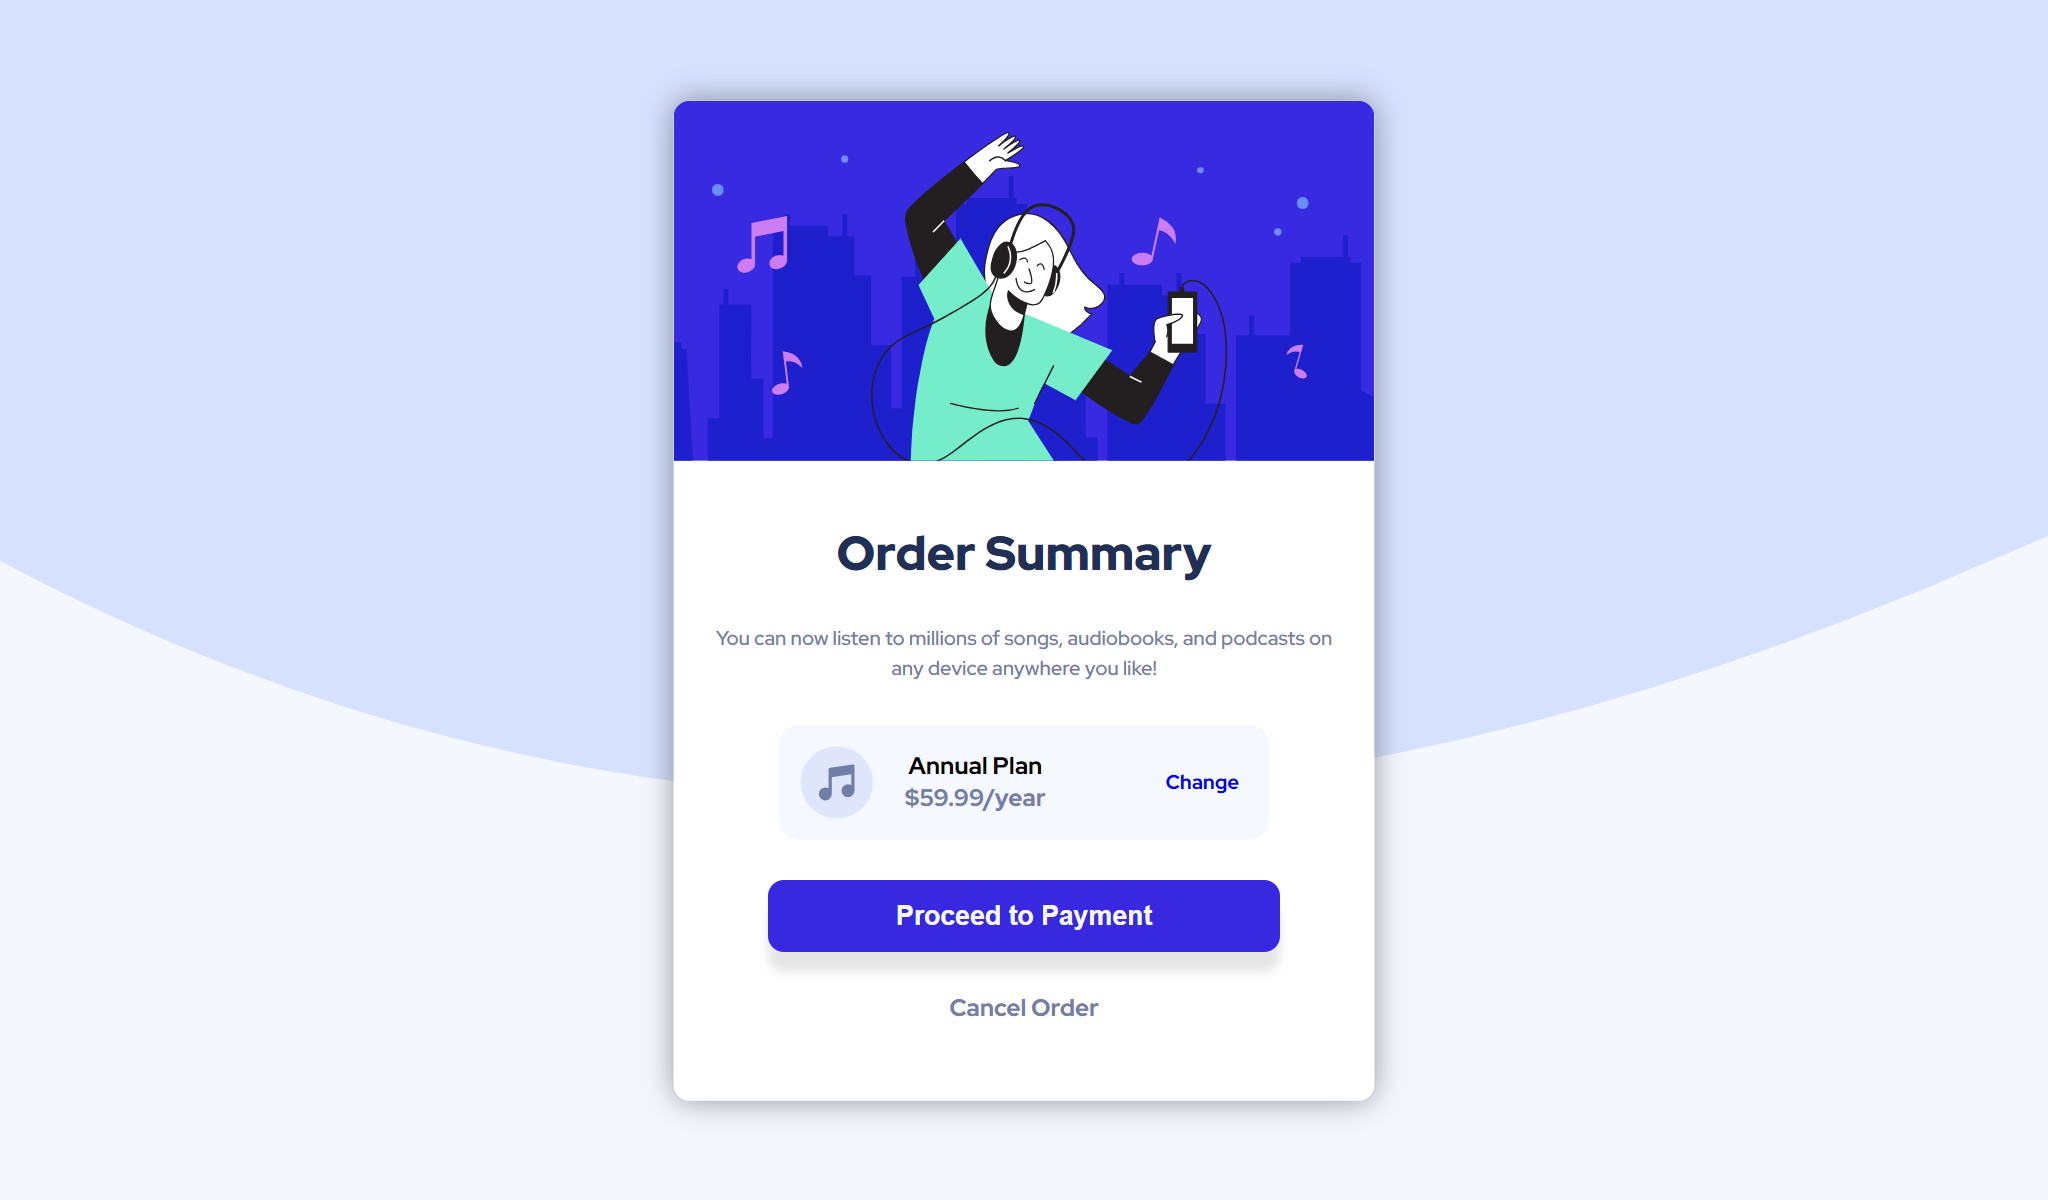 Order Summary
You can now listen to millions of songs, audiobooks, and podcasts on
any device anywhere you like!
Annual Plan
$59.99/year
Change
Proceed to Payment
Cancel Order